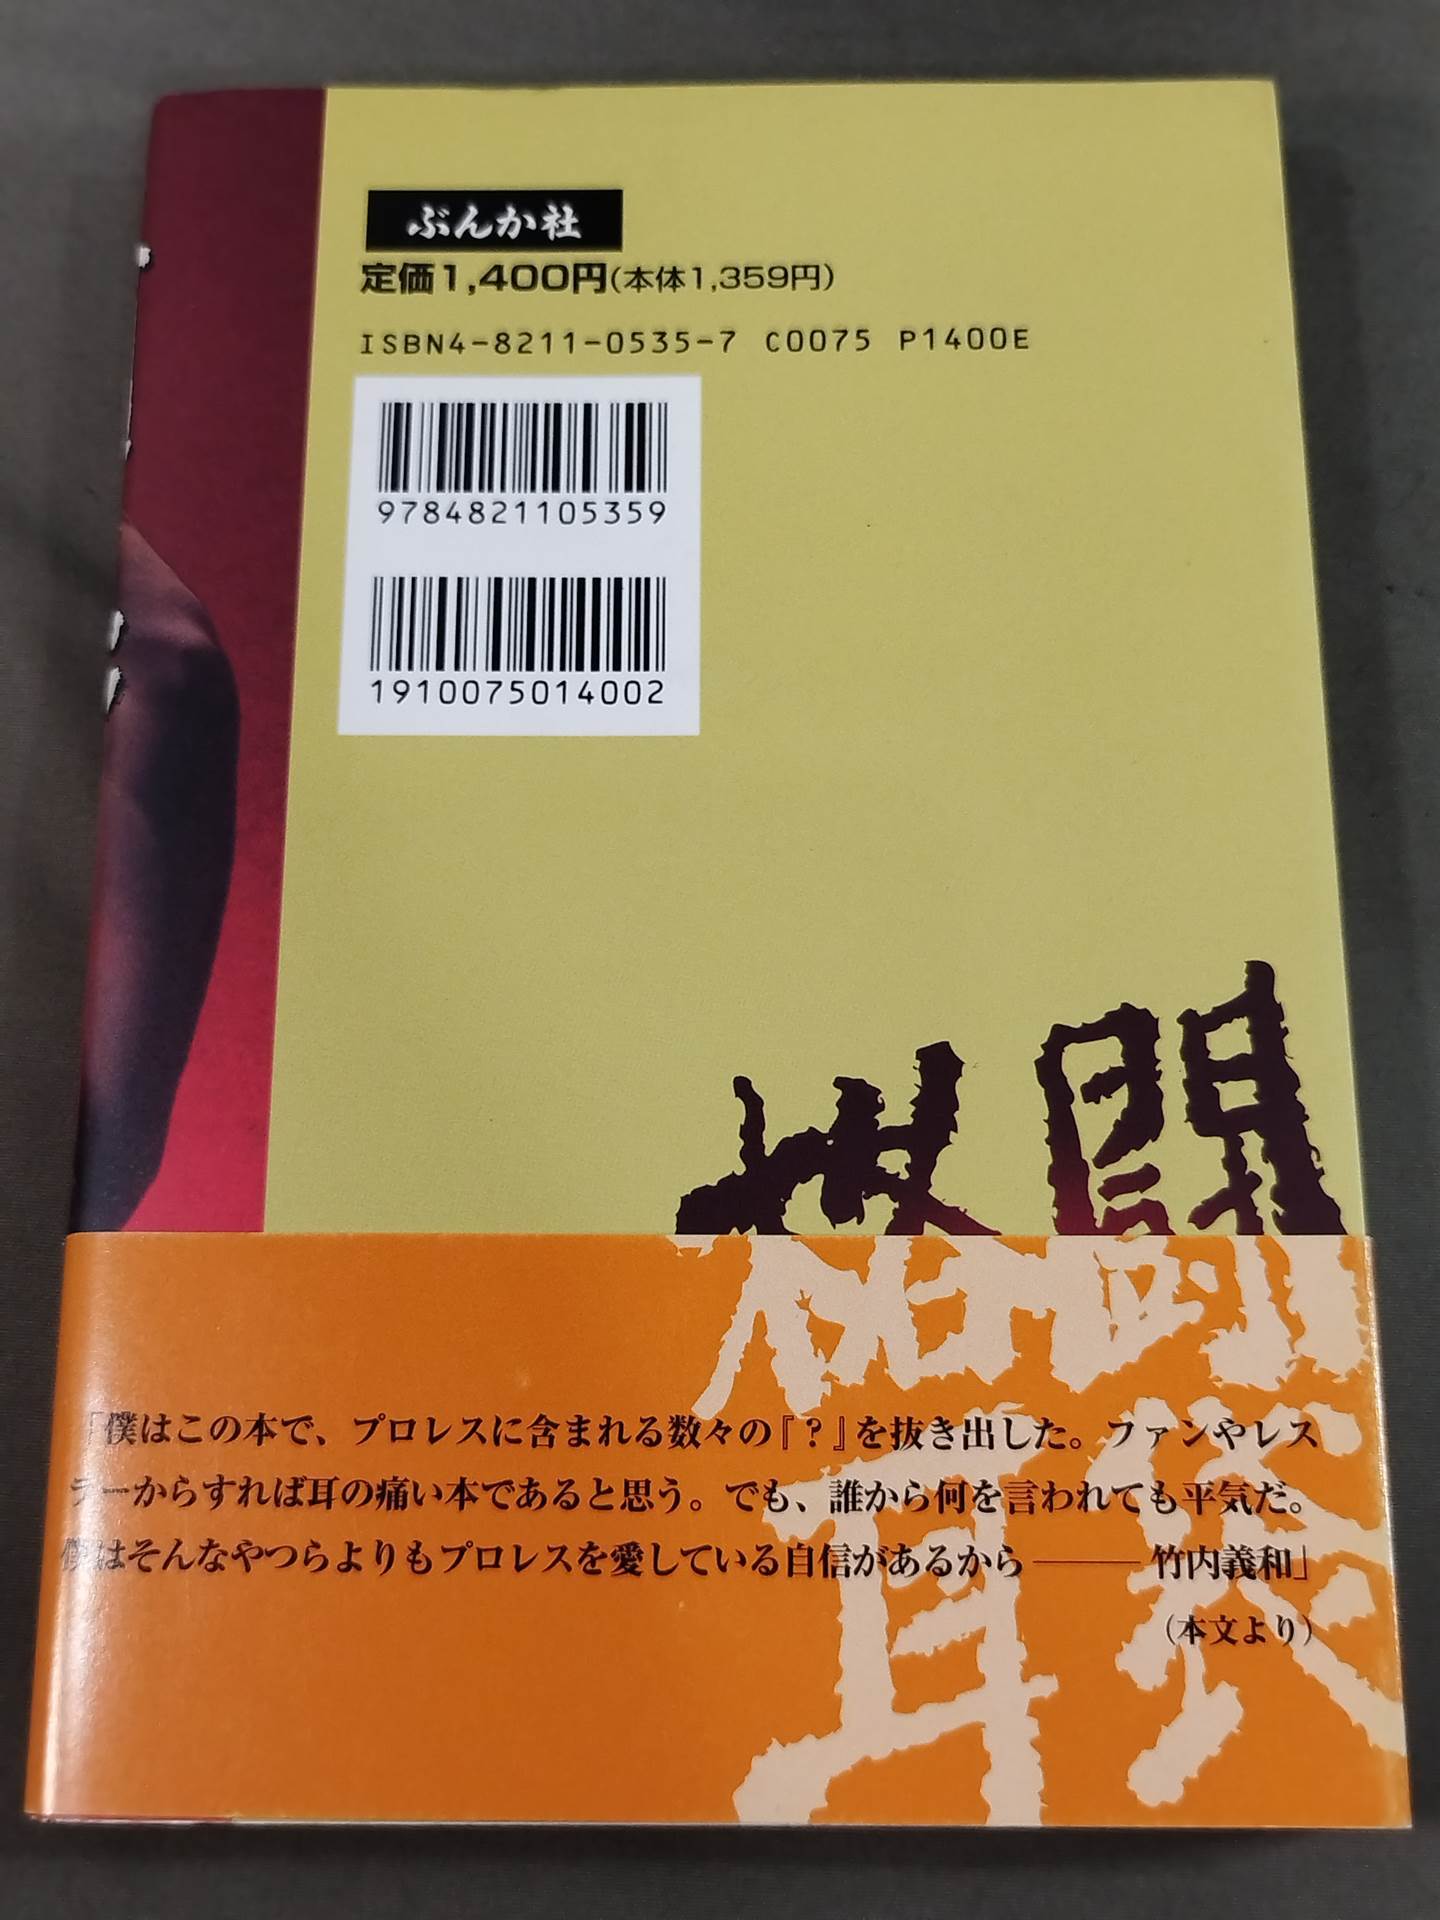 ぶんか社
定価1,400円(本体1,359円)
ISBN4-8211-0535-7 C0075 P1400E
9784821105359
1910075014002
格闘
「僕はこの本で、プロレスに含まれる数々の『?』を抜き出した。ファンやレス
ラーからすれば耳の痛い本であると思う。でも、誰から何を言われても平気だ。
僕はそんなやつらよりもプロレスを愛している自信があるから———竹内義和」
(本文より)